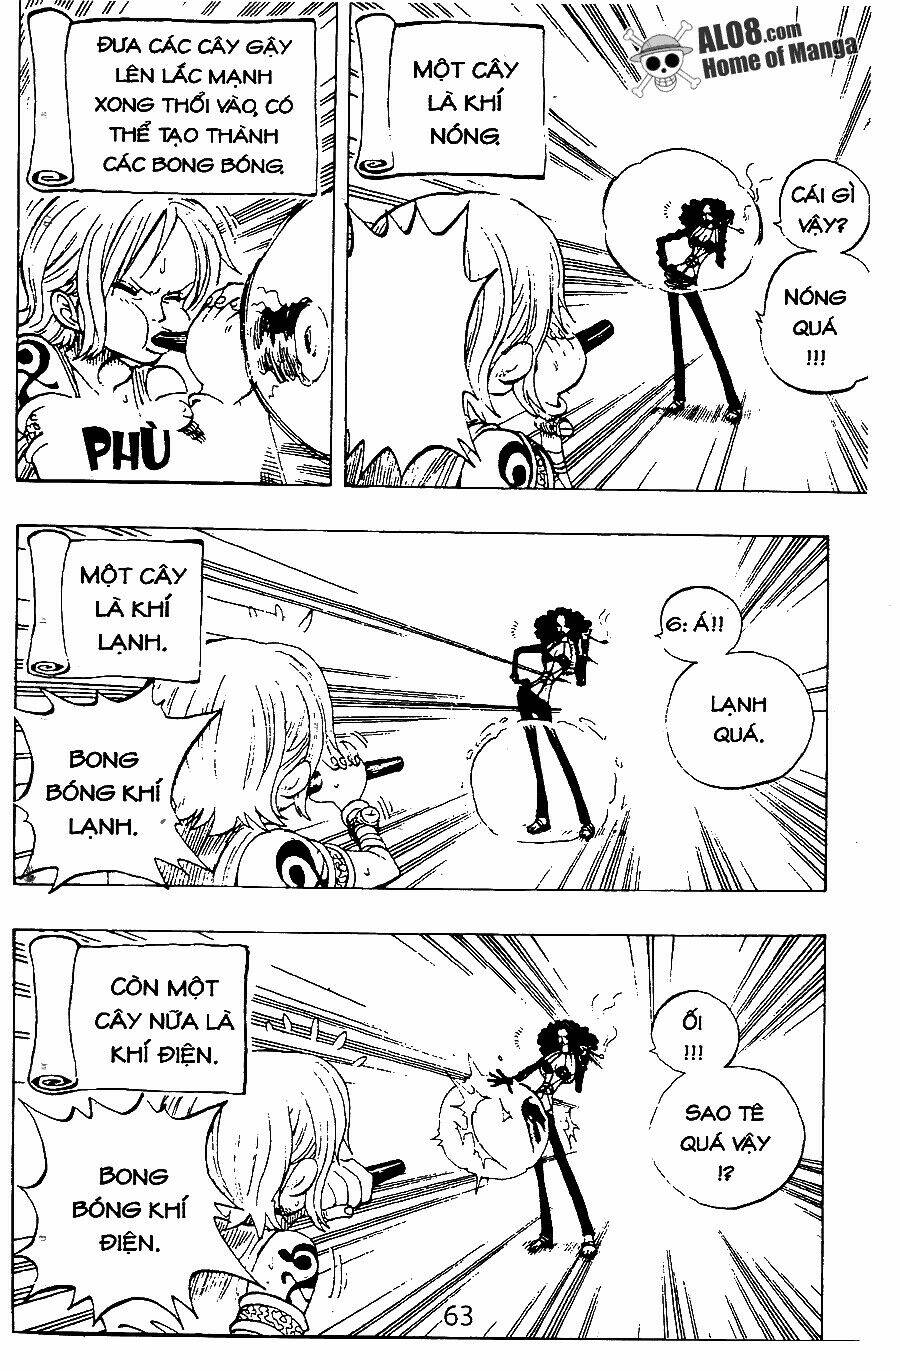 ĐƯA CÁC CÂY GẬY
LÊN LẮC MẠNH
XONG THỔI VÀO, CÓ
THỂ TẠO THÀNH
CÁC BONG BÓNG.
PHÙ
MỘT CÂY
LÀ KHÍ
NÓNG.
AL08.com
Home of Manga
CÁI GÌ
VẬY?
NÓNG
QUÁ
!!!
MỘT CÂY
LÀ KHÍ
LẠNH.
BONG
BÓNG KHÍ
LẠNH.
6: Á!!
LẠNH
QUÁ.
CÒN MỘT
CÂY NỮA LÀ
KHÍ ĐIỆN.
BONG
BÓNG KHÍ
ĐIỆN.
ỐI
!!!
SAO TÊ
QUÁ VẬY
!?
63